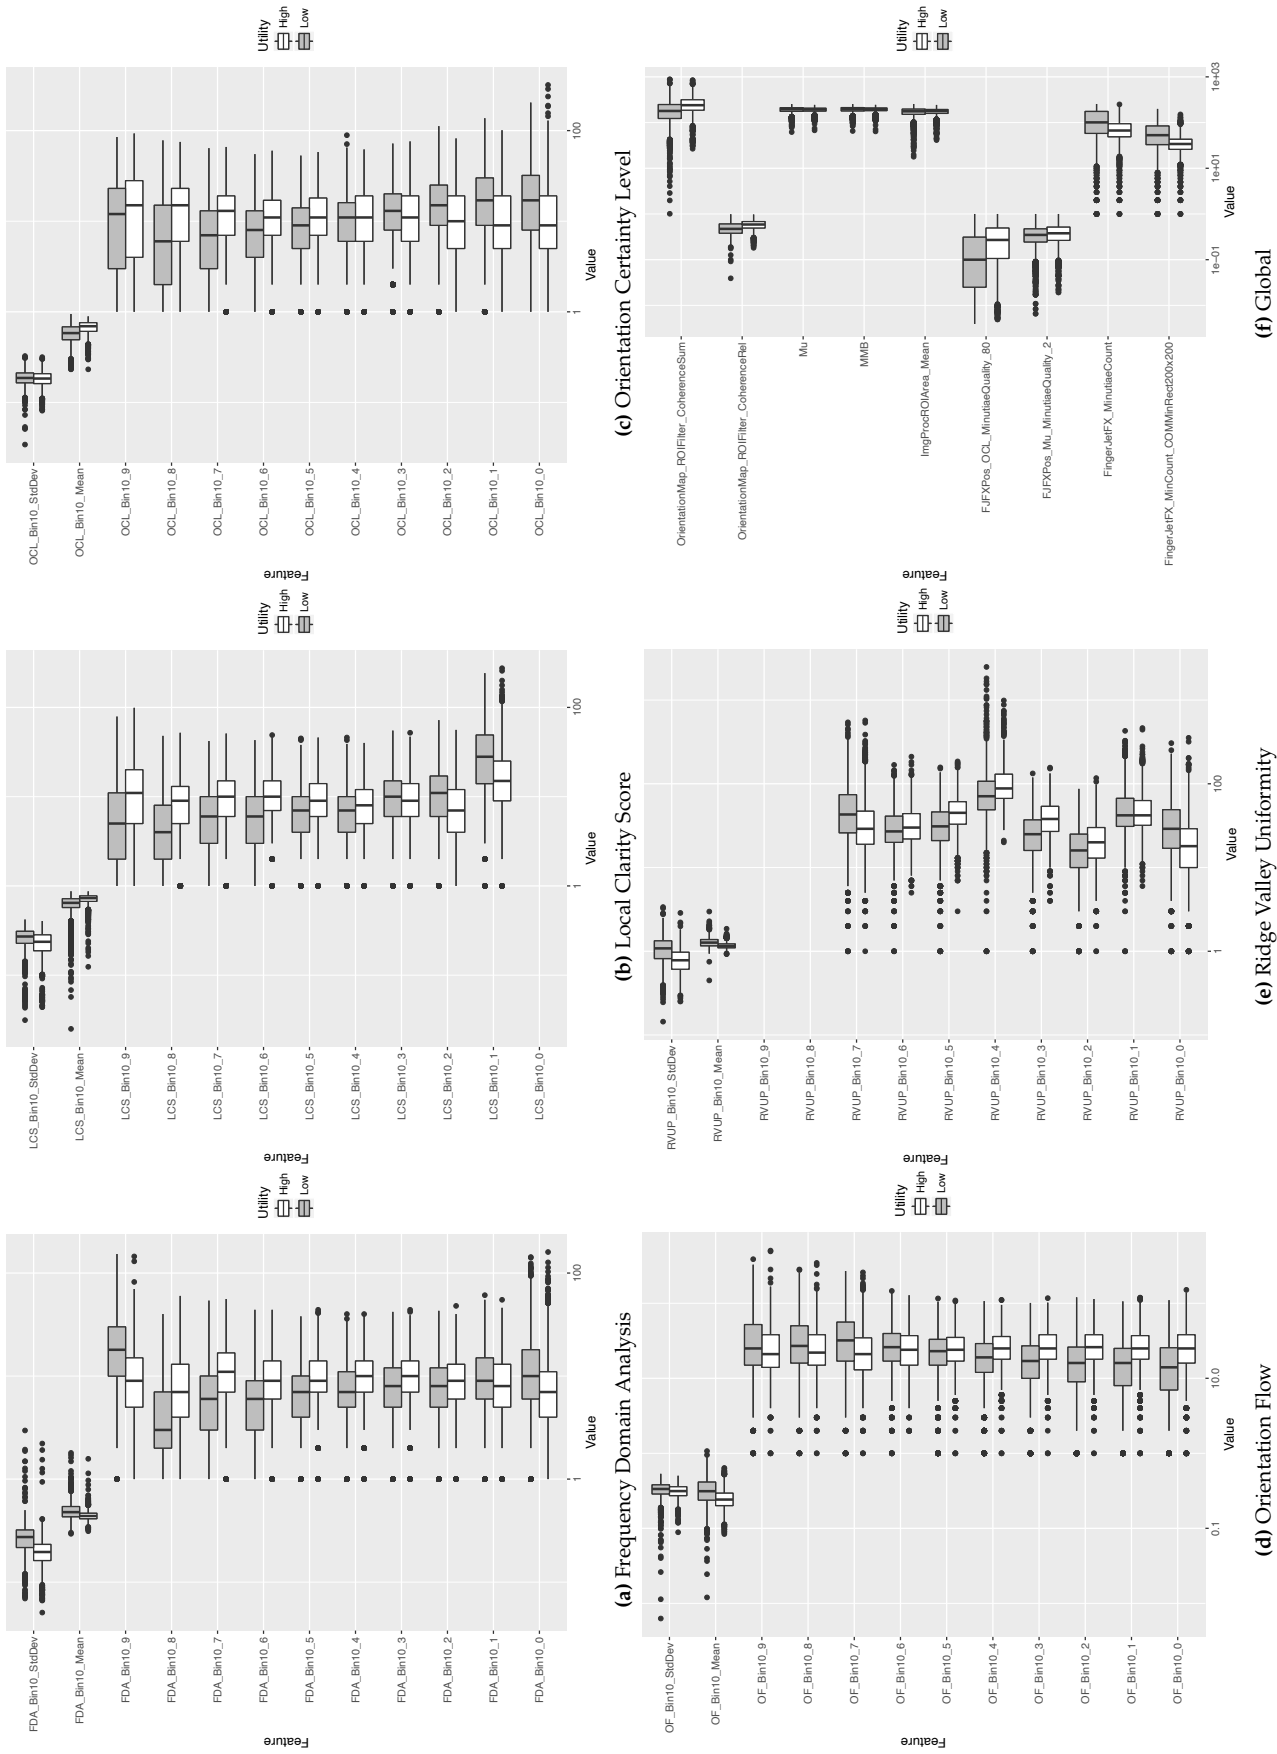 FDA_Bin10_StdDev
FDA_Bin10_Mean
FDA_Bin10_9
FDA_Bin10_8
FDA_Bin10_7
FDA_Bin10_6
FDA_Bin10_5
FDA_Bin10_4
FDA_Bin10_3
FDA_Bin10_2
FDA_Bin10_1
FDA_Bin10_0
Feature
1
100
Value
Utility
High
Low
(a) Frequency Domain Analysis
LCS_Bin10_StdDev
LCS_Bin10_Mean
LCS_Bin10_9
LCS_Bin10_8
LCS_Bin10_7
LCS_Bin10_6
LCS_Bin10_5
LCS_Bin10_4
LCS_Bin10_3
LCS_Bin10_2
LCS_Bin10_1
LCS_Bin10_0
Feature
1
100
Value
Utility
High
Low
(b) Local Clarity Score
OCL_Bin10_StdDev
OCL_Bin10_Mean
OCL_Bin10_9
OCL_Bin10_8
OCL_Bin10_7
OCL_Bin10_6
OCL_Bin10_5
OCL_Bin10_4
OCL_Bin10_3
OCL_Bin10_2
OCL_Bin10_1
OCL_Bin10_0
Feature
1
100
Value
Utility
High
Low
(c) Orientation Certainty Level
OF_Bin10_StdDev
OF_Bin10_Mean
OF_Bin10_9
OF_Bin10_8
OF_Bin10_7
OF_Bin10_6
OF_Bin10_5
OF_Bin10_4
OF_Bin10_3
OF_Bin10_2
OF_Bin10_1
OF_Bin10_0
Feature
0.1
10.0
Value
Utility
High
Low
(d) Orientation Flow
RVUP_Bin10_StdDev
RVUP_Bin10_Mean
RVUP_Bin10_9
RVUP_Bin10_8
RVUP_Bin10_7
RVUP_Bin10_6
RVUP_Bin10_5
RVUP_Bin10_4
RVUP_Bin10_3
RVUP_Bin10_2
RVUP_Bin10_1
RVUP_Bin10_0
Feature
1
100
Value
Utility
High
Low
(e) Ridge Valley Uniformity
OrientationMap_ROIFilter_CoherenceSum
OrientationMap_ROIFilter_CoherenceRel
Mu
MMB
ImgProcROIArea_Mean
FJFXPos_OCL_MinutiaeQuality_80
FJFXPos_Mu_MinutiaeQuality_2
FingerJetFX_MinutiaeCount
FingerJetFX_MinCount_COMMinRect200x200
Feature
1e-01
1e+01
1e+03
Value
Utility
High
Low
(f) Global